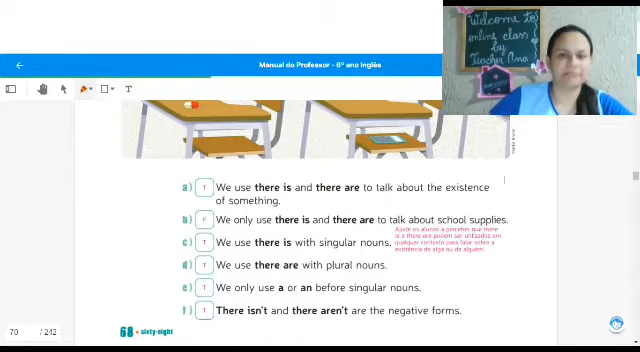 Welcome to
online class
by
Teacher Ana
Manual do Professor - 6º ano Inglês
T
a) T We use there is and there are to talk about the existence
of something.
b) F We only use there is and there are to talk about school supplies.
Ajude os alunos a perceber que there
is e there are podem ser utilizados em
qualquer contexto para falar sobre a
existência de algo ou de alguém.
c) T We use there is with singular nouns.
d) T We use there are with plural nouns.
e) T We only use a or an before singular nouns.
f) T There isn't and there aren't are the negative forms.
68 • sixty-eight
70 / 242